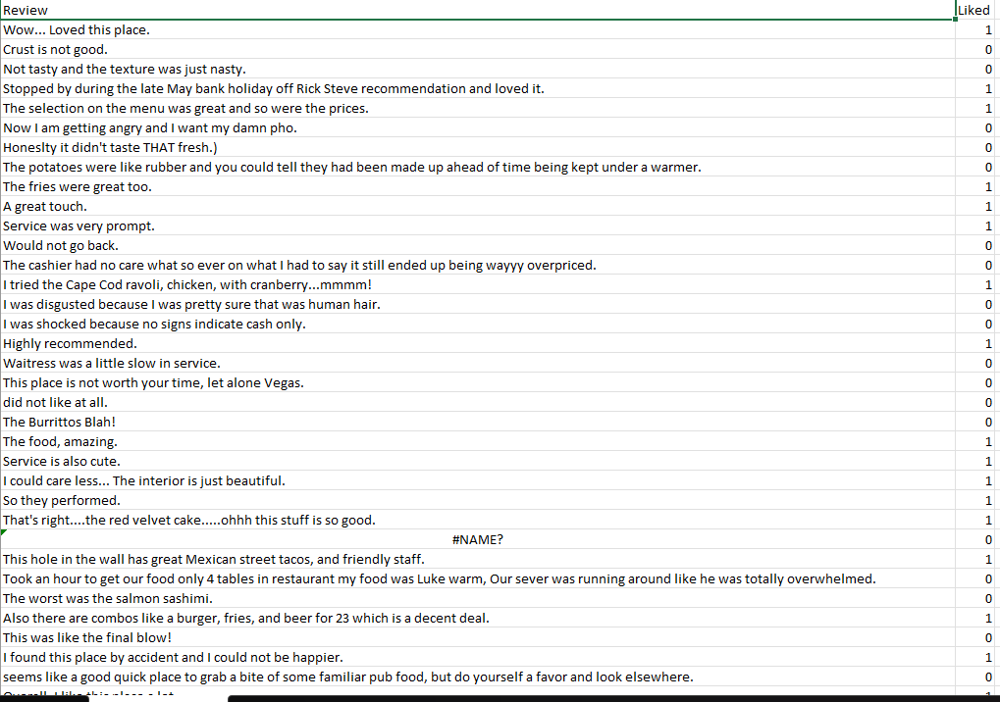 Review Liked
Wow... Loved this place. 1
Crust is not good. 0
Not tasty and the texture was just nasty. 0
Stopped by during the late May bank holiday off Rick Steve recommendation and loved it. 1
The selection on the menu was great and so were the prices. 1
Now I am getting angry and I want my damn pho. 0
Honeslty it didn't taste THAT fresh.) 0
The potatoes were like rubber and you could tell they had been made up ahead of time being kept under a warmer. 0
The fries were great too. 1
A great touch. 1
Service was very prompt. 1
Would not go back. 0
The cashier had no care what so ever on what I had to say it still ended up being wayyy overpriced. 0
I tried the Cape Cod ravoli, chicken, with cranberry...mmmm! 1
I was disgusted because I was pretty sure that was human hair. 0
I was shocked because no signs indicate cash only. 0
Highly recommended. 1
Waitress was a little slow in service. 0
This place is not worth your time, let alone Vegas. 0
did not like at all. 0
The Burrittos Blah! 0
The food, amazing. 1
Service is also cute. 1
I could care less... The interior is just beautiful. 1
So they performed. 1
That's right....the red velvet cake.....ohhh this stuff is so good. 1
#NAME? 0
This hole in the wall has great Mexican street tacos, and friendly staff. 1
Took an hour to get our food only 4 tables in restaurant my food was Luke warm, Our sever was running around like he was totally overwhelmed. 0
The worst was the salmon sashimi. 0
Also there are combos like a burger, fries, and beer for 23 which is a decent deal. 1
This was like the final blow! 0
I found this place by accident and I could not be happier. 1
seems like a good quick place to grab a bite of some familiar pub food, but do yourself a favor and look elsewhere. 0